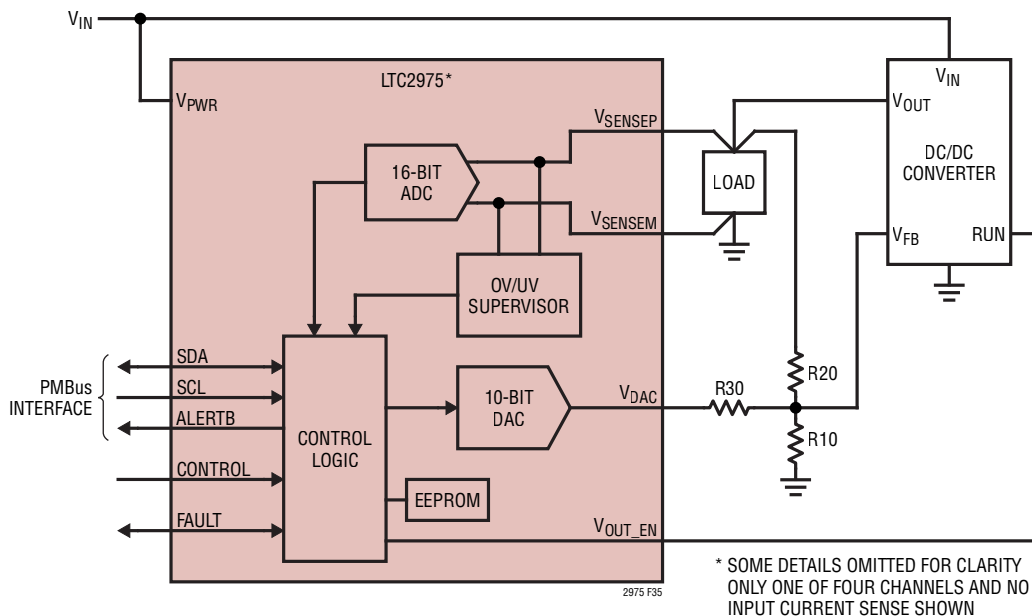 VIN
LTC2975*
VPWR
VSENSEP
16-BIT
ADC
VSENSEM
OV/UV
SUPERVISOR
VIN
VOUT
DC/DC
CONVERTER
LOAD
VFB
RUN
PMBus
INTERFACE
SDA
SCL
ALERTB
CONTROL
FAULT
CONTROL
LOGIC
10-BIT
DAC
VDAC
R30
R20
R10
EEPROM
VOUT_EN
2975 F35
* SOME DETAILS OMITTED FOR CLARITY
ONLY ONE OF FOUR CHANNELS AND NO
INPUT CURRENT SENSE SHOWN